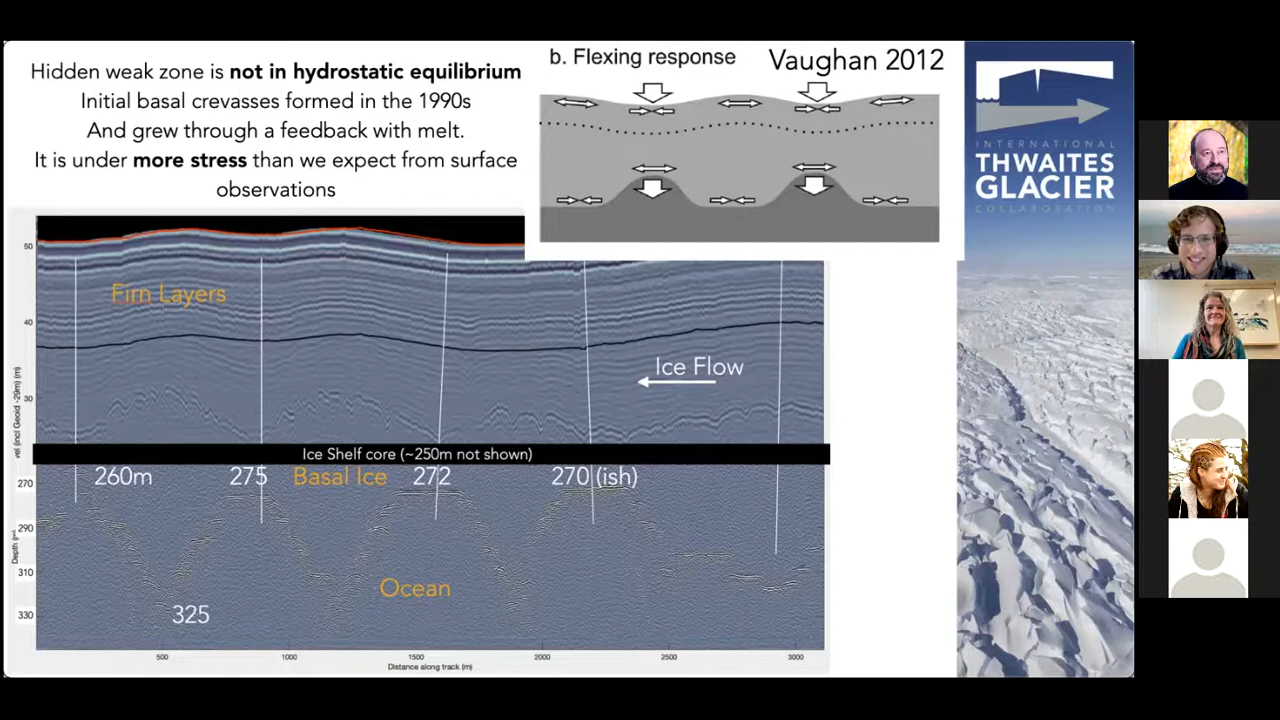 Hidden weak zone is not in hydrostatic equilibrium
Initial basal crevasses formed in the 1990s
And grew through a feedback with melt.
It is under more stress than we expect from surface
observations
b. Flexing response
Vaughan 2012
INTERNATIONAL
THWAITES
GLACIER
COLLABORATION
50
40
30
Firn Layers
Ice Flow
(incl Geoid -29m) (m)
Ice Shelf core (~250m not shown)
260m
275
Basal Ice
272
270 (ish)
270
290
310
330
Depth
Ocean
325
500
1000
1500
2000
2500
3000
Distance along track (m)